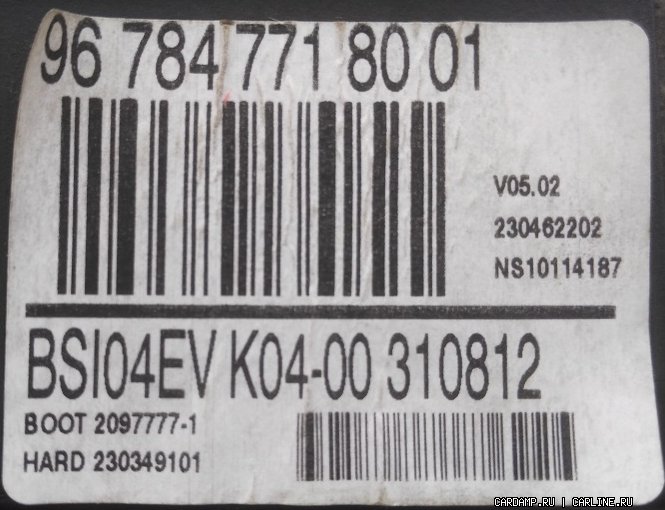 96 784 771 80 01
V05.02
230462202
NS10114187
BSI04EV K04-00 310812
BOOT 2097777-1
HARD 230349101
CARDAMP.RU | CARLINE.RU